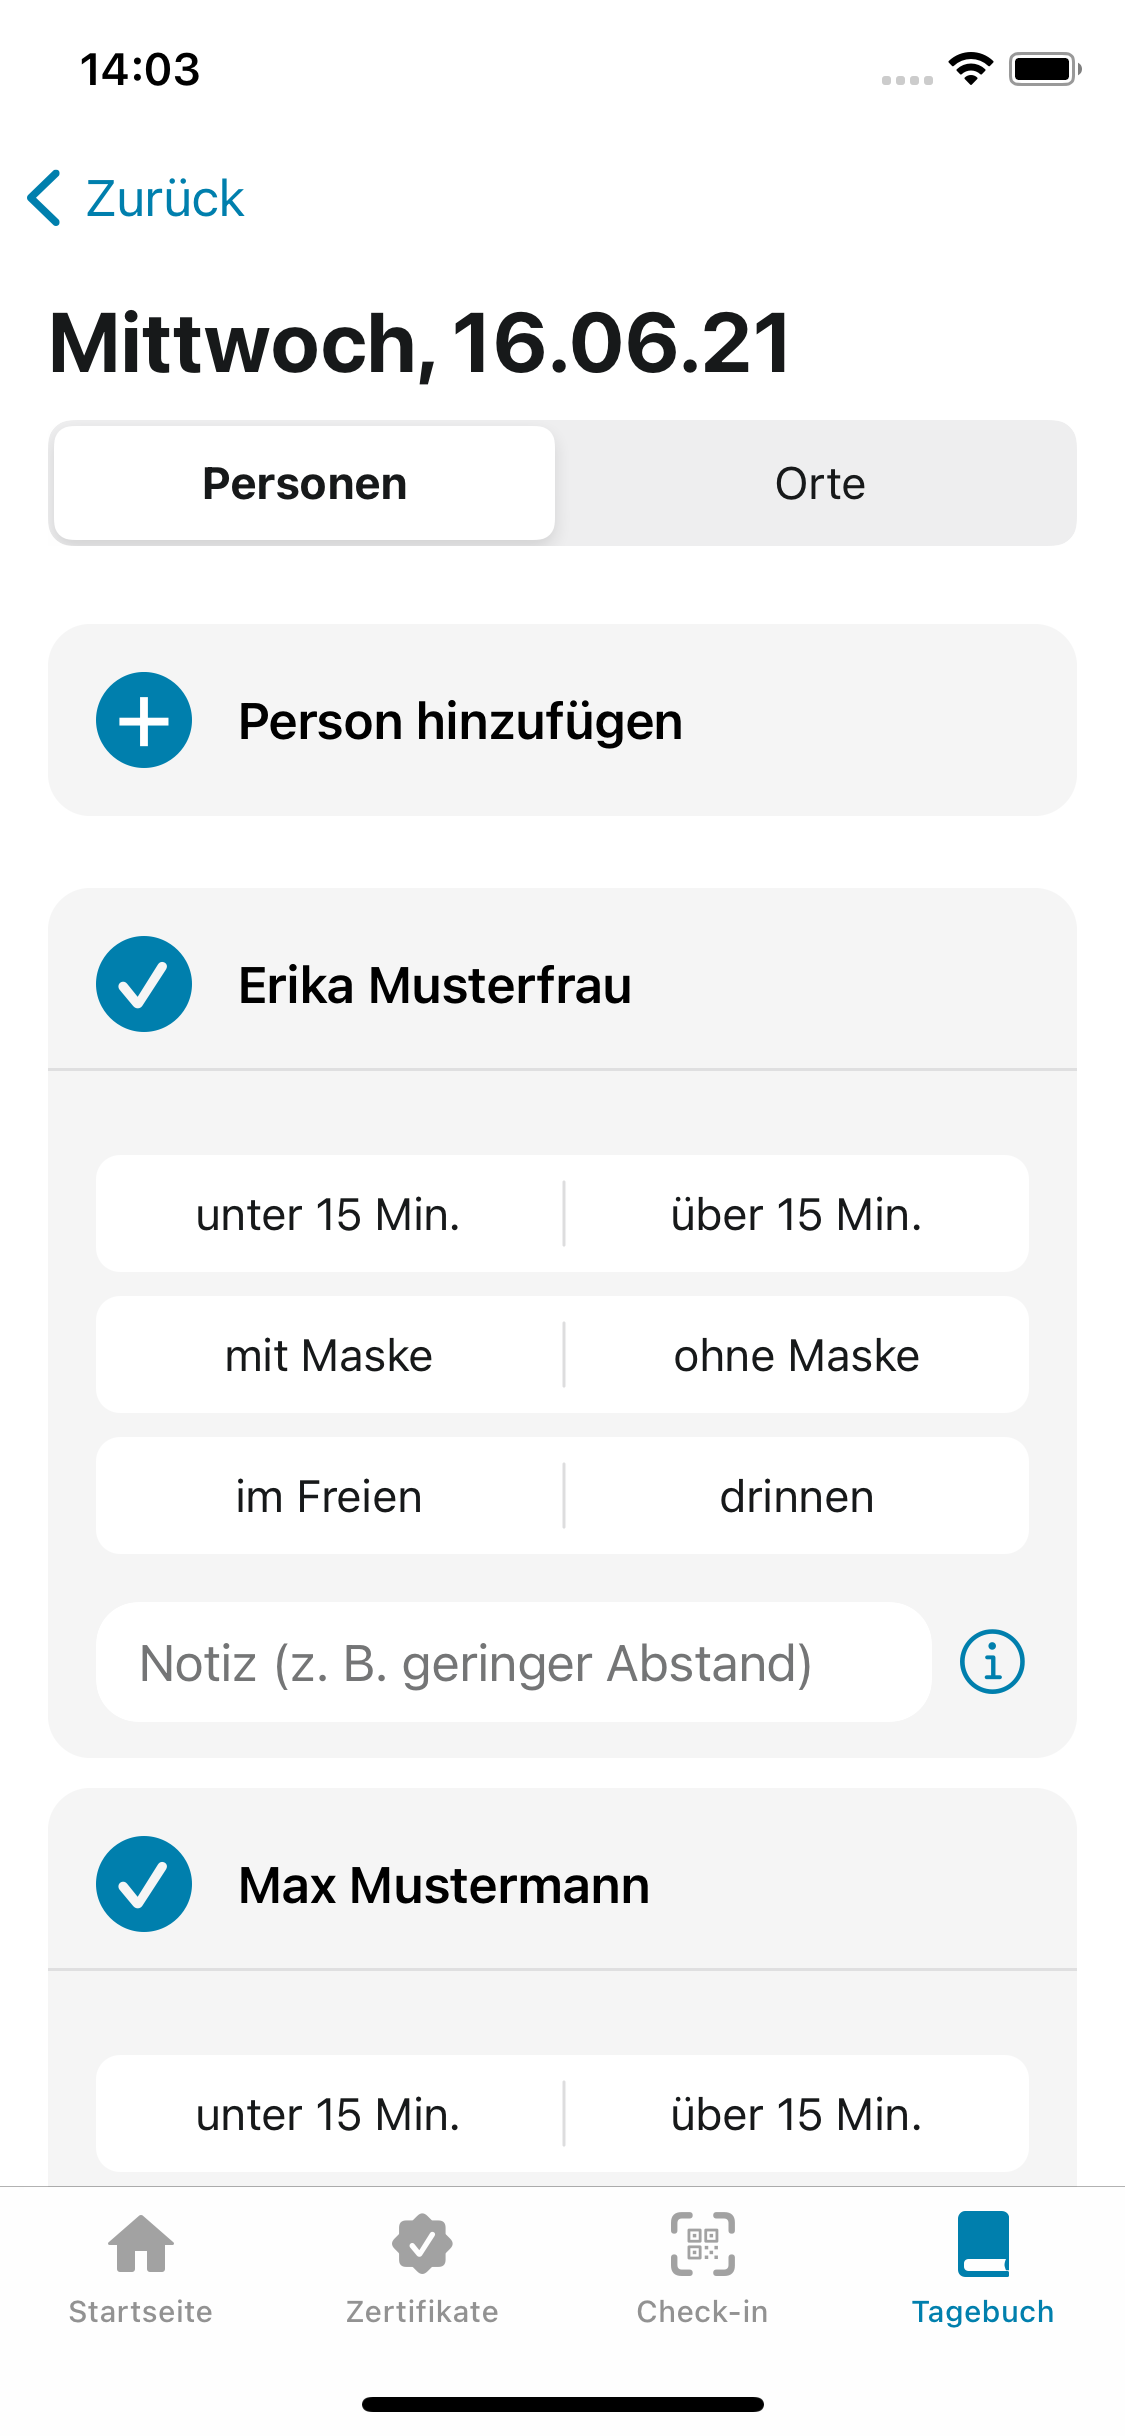 14:03
Zurück
Mittwoch, 16.06.21
Personen Orte
Person hinzufügen
Erika Musterfrau
unter 15 Min. über 15 Min.
mit Maske ohne Maske
im Freien drinnen
Notiz (z. B. geringer Abstand)
Max Mustermann
unter 15 Min. über 15 Min.
Startseite Zertifikate Check-in Tagebuch